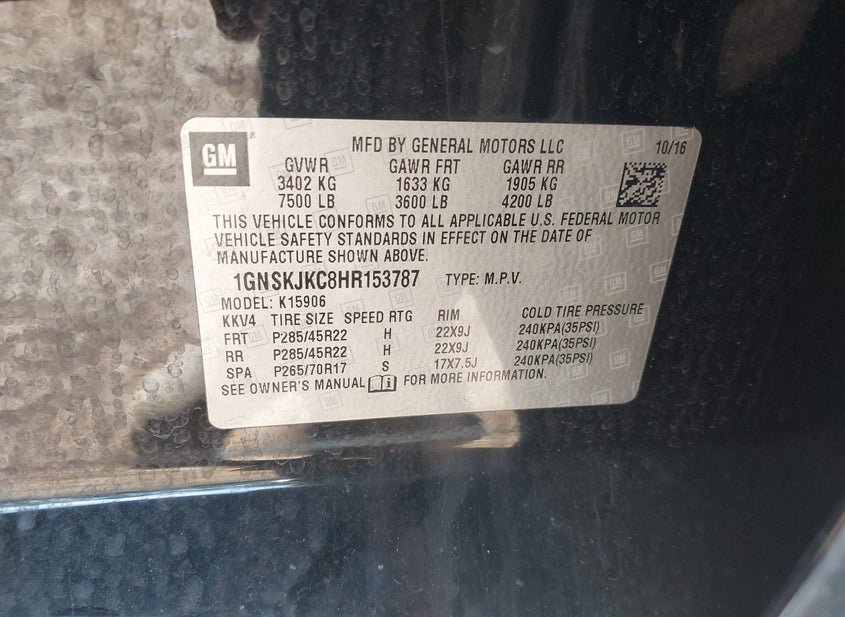 GM
MFD BY GENERAL MOTORS LLC 10/16
GVWR GAWR FRT GAWR RR
3402 KG 1633 KG 1905 KG
7500 LB 3600 LB 4200 LB
THIS VEHICLE CONFORMS TO ALL APPLICABLE U.S. FEDERAL MOTOR
VEHICLE SAFETY STANDARDS IN EFFECT ON THE DATE OF
MANUFACTURE SHOWN ABOVE.
1GNSKJKC8HR153787 TYPE: M.P.V.
MODEL: K15906
KKV4 TIRE SIZE SPEED RTG RIM COLD TIRE PRESSURE
FRT P285/45R22 H 22X9J 240KPA(35PSI)
RR P285/45R22 H 22X9J 240KPA(35PSI)
SPA P265/70R17 S 17X7.5J 240KPA(35PSI)
SEE OWNER'S MANUAL FOR MORE INFORMATION.